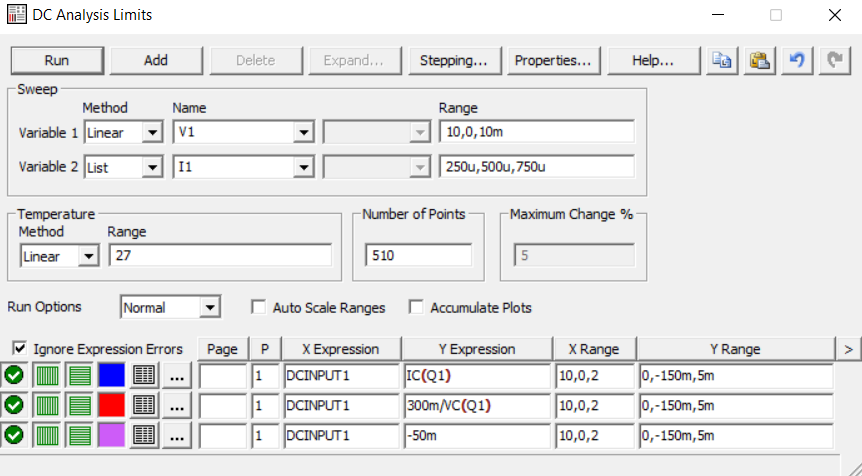 DC Analysis Limits
Run Add Delete Expand... Stepping... Properties... Help...
Sweep
Method Name Range
Variable 1 Linear V1 10,0,10m
Variable 2 List I1 250u,500u,750u
Temperature Number of Points Maximum Change %
Method Range
Linear 27 510 5
Run Options Normal Auto Scale Ranges Accumulate Plots
Ignore Expression Errors Page P X Expression Y Expression X Range Y Range >
... 1 DCINPUT1 IC(Q1) 10,0,2 0,-150m,5m
... 1 DCINPUT1 300m/VC(Q1) 10,0,2 0,-150m,5m
... 1 DCINPUT1 -50m 10,0,2 0,-150m,5m